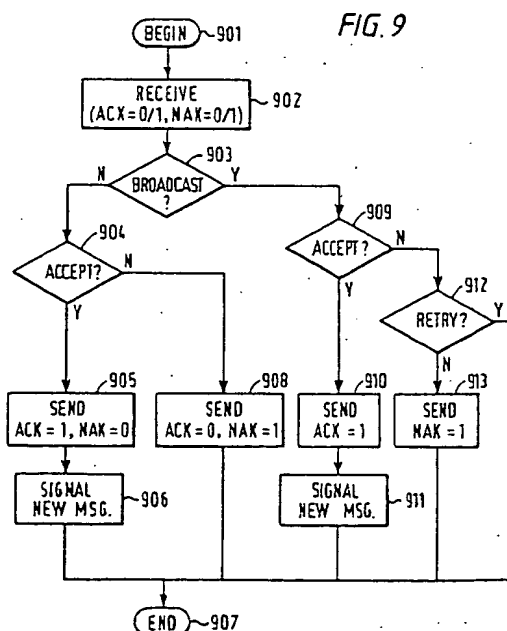 FIG. 9
BEGIN
901
RECEIVE
(ACK=0/1, NAK=0/1)
902
903
N
BROADCAST
?
Y
904
ACCEPT?
N
Y
909
ACCEPT?
N
Y
912
RETRY?
Y
N
905
SEND
ACK = 1, NAK=0
908
SEND
ACK=0, NAK=1
910
SEND
ACK =1
913
SEND
NAK =1
SIGNAL
NEW MSG.
906
SIGNAL
NEW MSG.
911
END
907